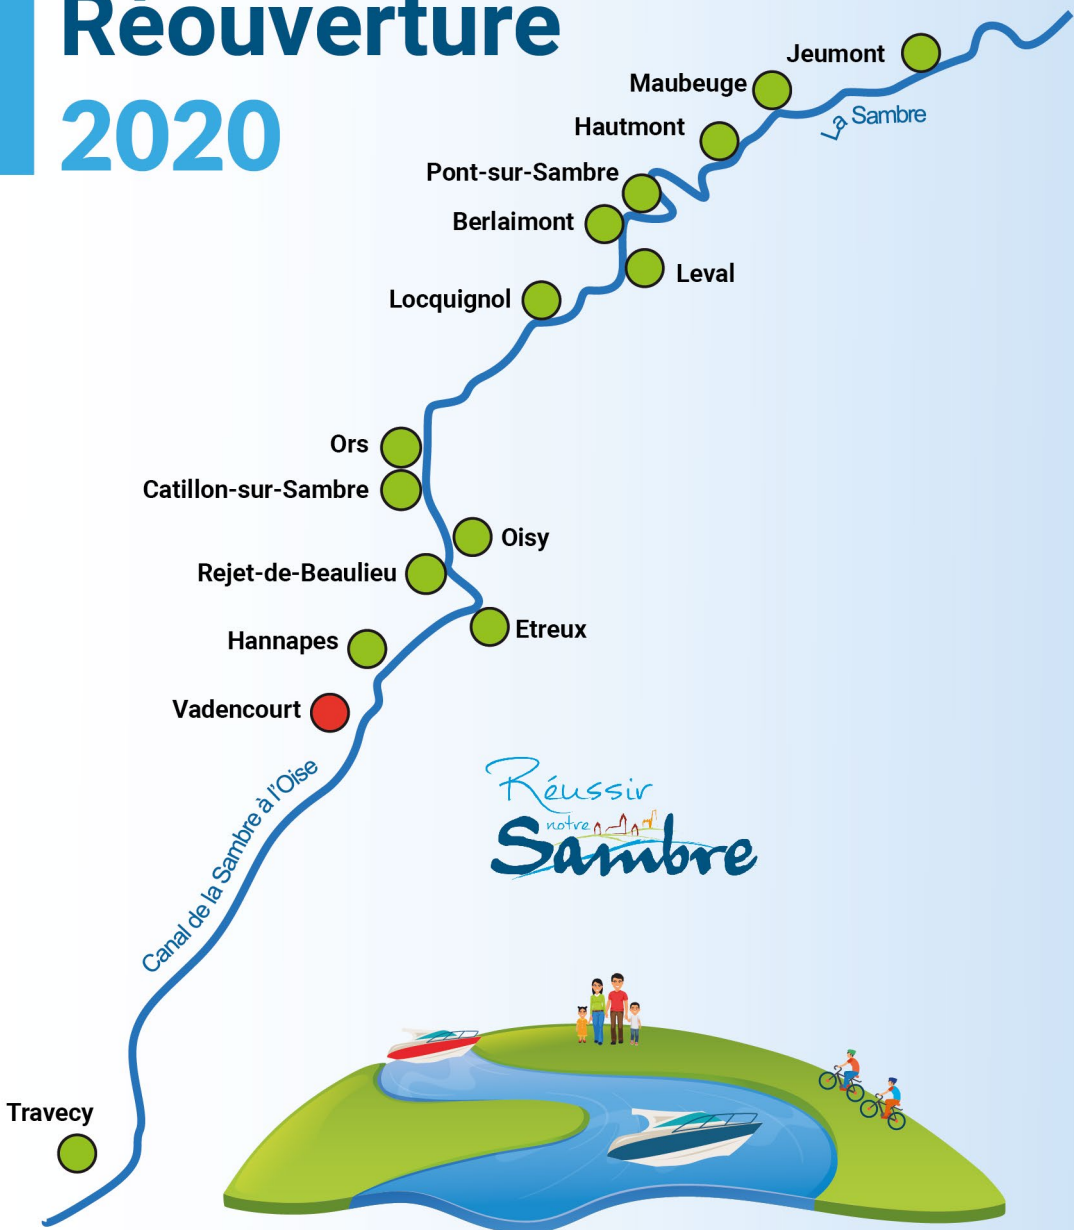 Réouverture
2020
Jeumont
Maubeuge
La Sambre
Hautmont
Pont-sur-Sambre
Berlaimont
Leval
Locquignol
Ors
Catillon-sur-Sambre
Oisy
Rejet-de-Beaulieu
Etreux
Hannapes
Vadencourt
Canal de la Sambre à l'Oise
Réussir
notre
Sambre
Travecy